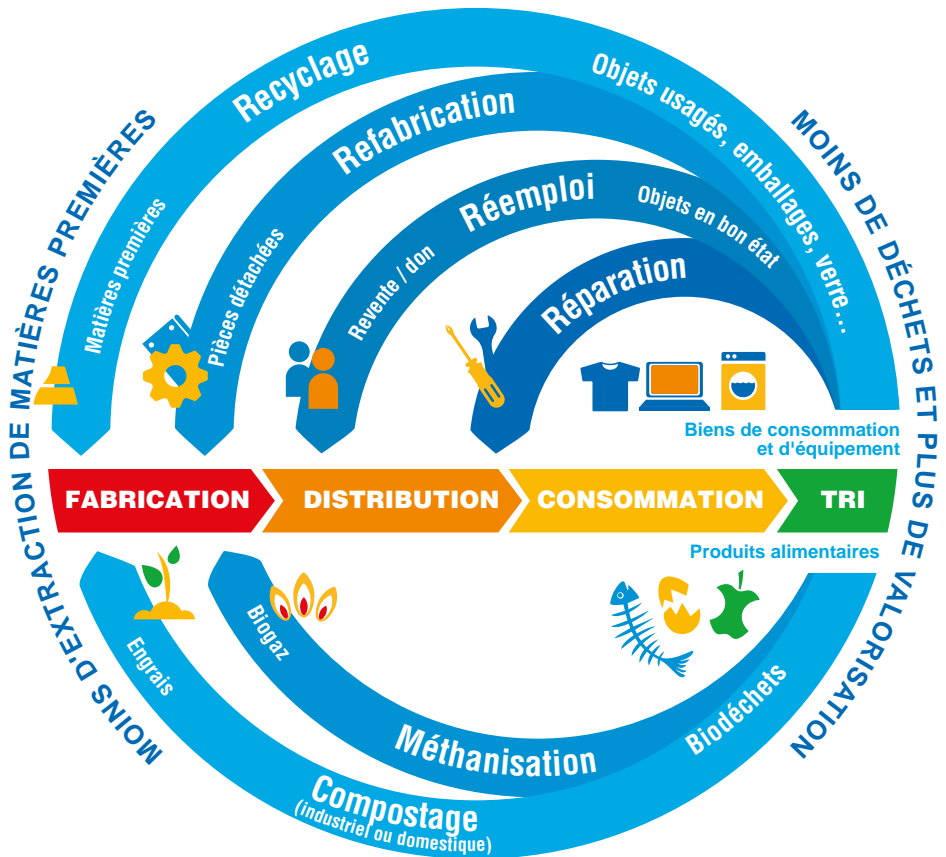 MOINS D'EXTRACTION DE MATIÈRES PREMIÈRES
MOINS DE DÉCHETS ET PLUS DE VALORISATION
Recyclage
Objets usagés, emballages, verre...
Matières premières
Refabrication
Pièces détachées
Réemploi
Objets en bon état
Revente / don
Réparation
Biens de consommation
et d'équipement
FABRICATION
DISTRIBUTION
CONSOMMATION
TRI
Produits alimentaires
Engrais
Biogaz
Biodéchets
Méthanisation
Compostage
(industriel ou domestique)